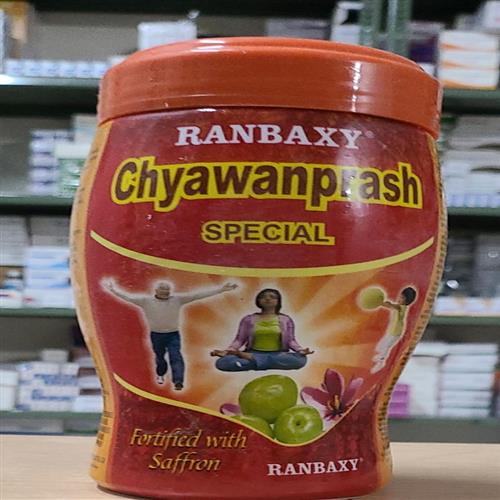 RANBAXY®
Chyawanprash
SPECIAL
Fortified with
Saffron
RANBAXY®